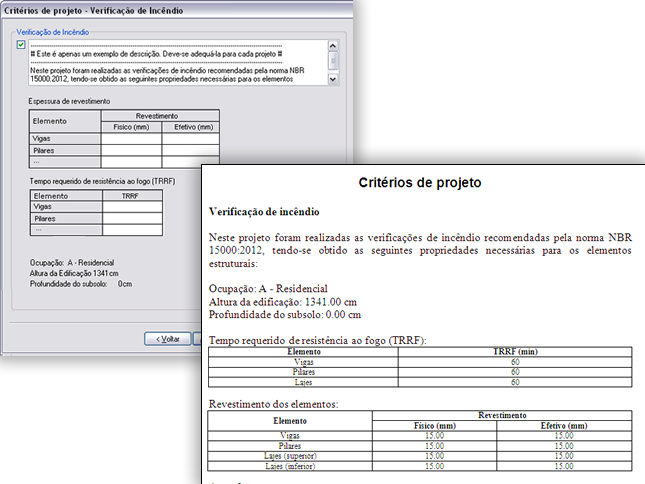 Critérios de projeto - Verificação de Incêndio
Verificação de Incêndio
# Este é apenas um exemplo de descrição. Deve-se adequá-la para cada projeto #
Neste projeto foram realizadas as verificações de incêndio recomendadas pela norma NBR
15000:2012, tendo-se obtido as seguintes propriedades necessárias para os elementos
Espessura de revestimento
Elemento Revestimento
Físico (mm) Efetivo (mm)
Vigas
Pilares
...
Tempo requerido de resistência ao fogo (TRRF)
Elemento TRRF
Vigas
Pilares
...
Ocupação: A - Residencial
Altura da Edificação 1341cm
Profundidade do subsolo: 0cm
< Voltar
Critérios de projeto
Verificação de incêndio
Neste projeto foram realizadas as verificações de incêndio recomendadas pela norma NBR
15000:2012, tendo-se obtido as seguintes propriedades necessárias para os elementos
estruturais:
Ocupação: A - Residencial
Altura da edificação: 1341.00 cm
Profundidade do subsolo: 0.00 cm
Tempo requerido de resistência ao fogo (TRRF):
Elemento TRRF (min)
Vigas 60
Pilares 60
Lajes 60
Revestimento dos elementos:
Elemento Revestimento
Físico (mm) Efetivo (mm)
Vigas 15.00 15.00
Pilares 15.00 15.00
Lajes (superior) 15.00 15.00
Lajes (inferior) 15.00 15.00